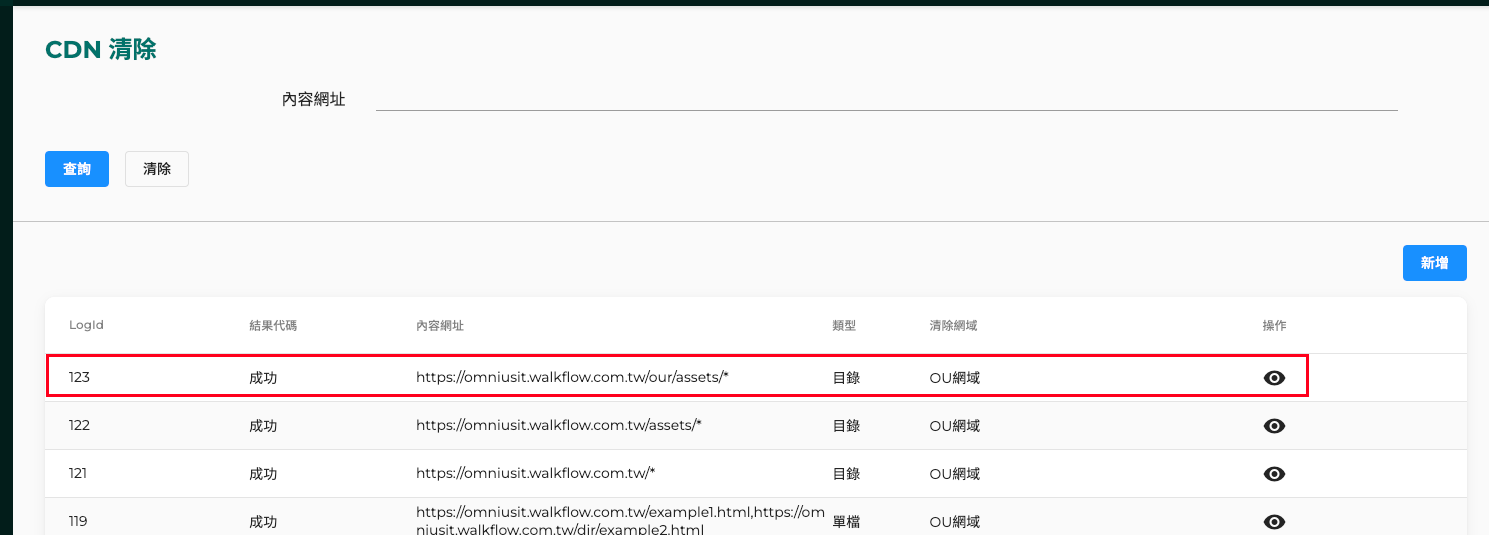 CDN 清除
內容網址
查詢 清除
新增
LogId 結果代碼 內容網址 類型 清除網域 操作
123 成功 https://omniusit.walkflow.com.tw/our/assets/* 目錄 OU網域
122 成功 https://omniusit.walkflow.com.tw/assets/* 目錄 OU網域
121 成功 https://omniusit.walkflow.com.tw/* 目錄 OU網域
119 成功 https://omniusit.walkflow.com.tw/example1.html,https://om 單檔 OU網域
niusit.walkflow.com.tw/dir/example2.html